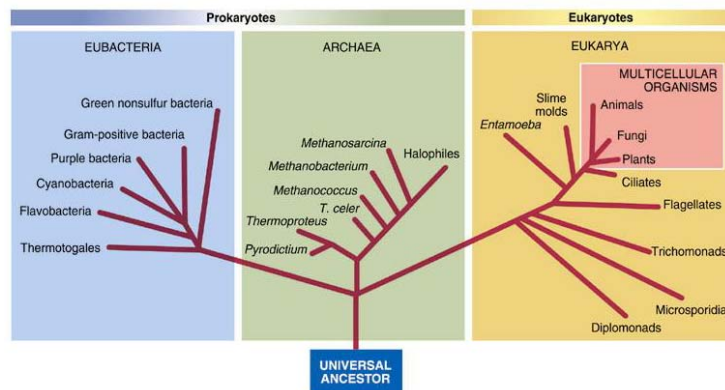 Prokaryotes
Eukaryotes
EUBACTERIA
ARCHAEA
EUKARYA
MULTICELLULAR
ORGANISMS
Green nonsulfur bacteria
Gram-positive bacteria
Purple bacteria
Cyanobacteria
Flavobacteria
Thermotogales
Methanosarcina
Methanobacterium
Halophiles
Methanococcus
T. celer
Thermoproteus
Pyrodictium
Entamoeba
Slime
molds
Animals
Fungi
Plants
Ciliates
Flagellates
Trichomonads
Microsporidia
Diplomonads
UNIVERSAL
ANCESTOR